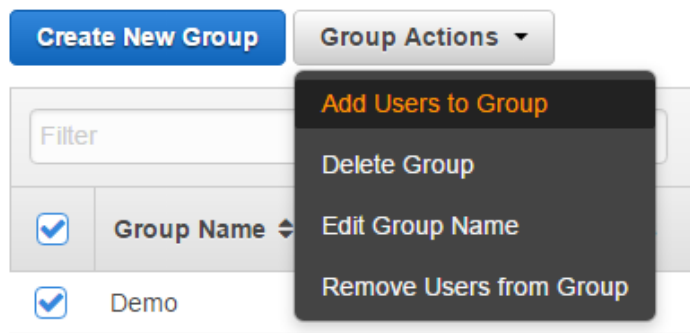 Create New Group
Group Actions
Add Users to Group
Filter
Delete Group
Group Name
Edit Group Name
Demo
Remove Users from Group